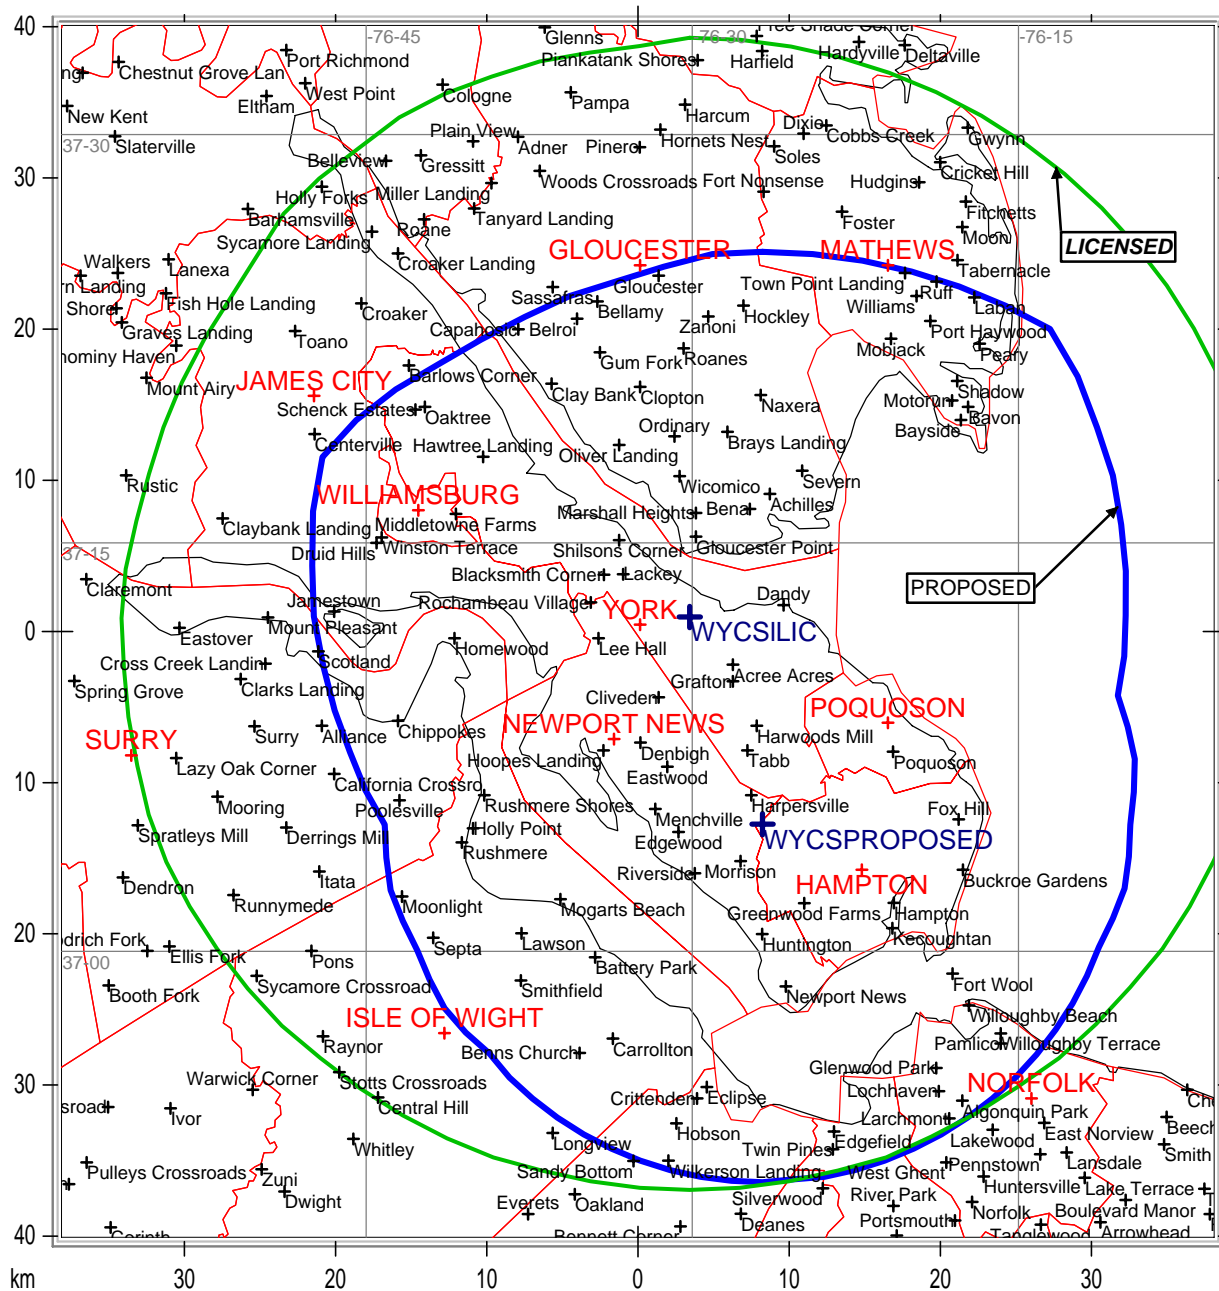 40
Glenns
Tree Shade Corner
Hardyville
Deltaville
-76-45
-76-30
-76-15
Port Richmond
Piankatank Shores
Harfield
Chestnut Grove Lan
West Point
Cologne
Pampa
Eltham
New Kent
Harcum
Dixie
37-30
Slaterville
Plain View
Adner
Pinero
Hornets Nest
Cobbs Creek
Gwynn
Soles
Belleview
Gressitt
Cricket Hill
30
Holly Forks
Miller Landing
Woods Crossroads
Fort Nonsense
Hudgins
Barhamsville
Roane
Tanyard Landing
Foster
Fitchetts
Moon
LICENSED
Sycamore Landing
GLOUCESTER
MATHEWS
Walkers
Lanexa
Croaker Landing
Tabernacle
rn Landing
Gloucester
Town Point Landing
Ruff
Shore
Fish Hole Landing
Croaker
Sassafras
Bellamy
Hockley
Williams
Laban
20
Graves Landing
Toano
Capahosic
Belroi
Zanoni
Port Haywood
nominy Haven
Gum Fork
Roanes
Mobjack
Peary
Mount Airy
JAMES CITY
Barlows Corner
Clay Bank
Clopton
Naxera
Shadow
Motorun
Schenck Estates
Oaktree
Bavon
Bayside
Centerville
Hawtree Landing
Ordinary
Brays Landing
Oliver Landing
10
Rustic
Wicomico
Severn
WILLIAMSBURG
Achilles
Claybank Landing
Middletowne Farms
Marshall Heights
Bena
37-15
Druid Hills
Winston Terrace
Shilsons Corner
Gloucester Point
Claremont
Blacksmith Corner
Lackey
PROPOSED
Jamestown
Rochambeau Village
YORK
Dandy
0
Eastover
Mount Pleasant
WYCSILIC
Homewood
Lee Hall
Cross Creek Landin
Scotland
Spring Grove
Clarks Landing
Grafton
Acree Acres
Cliveden
POQUOSON
SURRY
Surry
Alliance
Chippokes
NEWPORT NEWS
Harwoods Mill
Lazy Oak Corner
Hoopes Landing
Denbigh
Tabb
Poquoson
Eastwood
10
California Crossro
Mooring
Poolesville
Rushmere Shores
Menchville
Harpersville
Fox Hill
Spratleys Mill
Derrings Mill
Holly Point
Rushmere
Edgewood
WYCSPROPOSED
Dendron
Itata
Riverside
Morrison
HAMPTON
Buckroe Gardens
Runnymede
Moonlight
Mogarts Beach
Greenwood Farms
Hampton
20
drich Fork
Ellis Fork
Pons
Septa
Lawson
Huntington
Kecoughtan
37-00
Battery Park
Booth Fork
Sycamore Crossroad
Smithfield
Newport News
Fort Wool
ISLE OF WIGHT
Willoughby Beach
Raynor
Benns Church
Carrollton
Pamlico
Willoughby Terrace
Glenwood Park
NORFOLK
30
Warwick Corner
Stotts Crossroads
Crittenden
Eclipse
Lochhaven
sroad
Ivor
Central Hill
Larchmont
Algonquin Park
Beech
Whitley
Longview
Hobson
Edgefield
East Norview
Twin Pines
Lakewood
Smith
Pulleys Crossroads
Zuni
Sandy Bottom
Wilkerson Landing
West Ghent
Pennstown
Lansdale
Dwight
Everets
Oakland
Silverwood
River Park
Huntersville
Lake Terrace
Deanes
Portsmouth
Norfolk
Boulevard Manor
40
Corinth
Bennett Corner
Tanglewood
Arrowhead
km
30
20
10
0
10
20
30